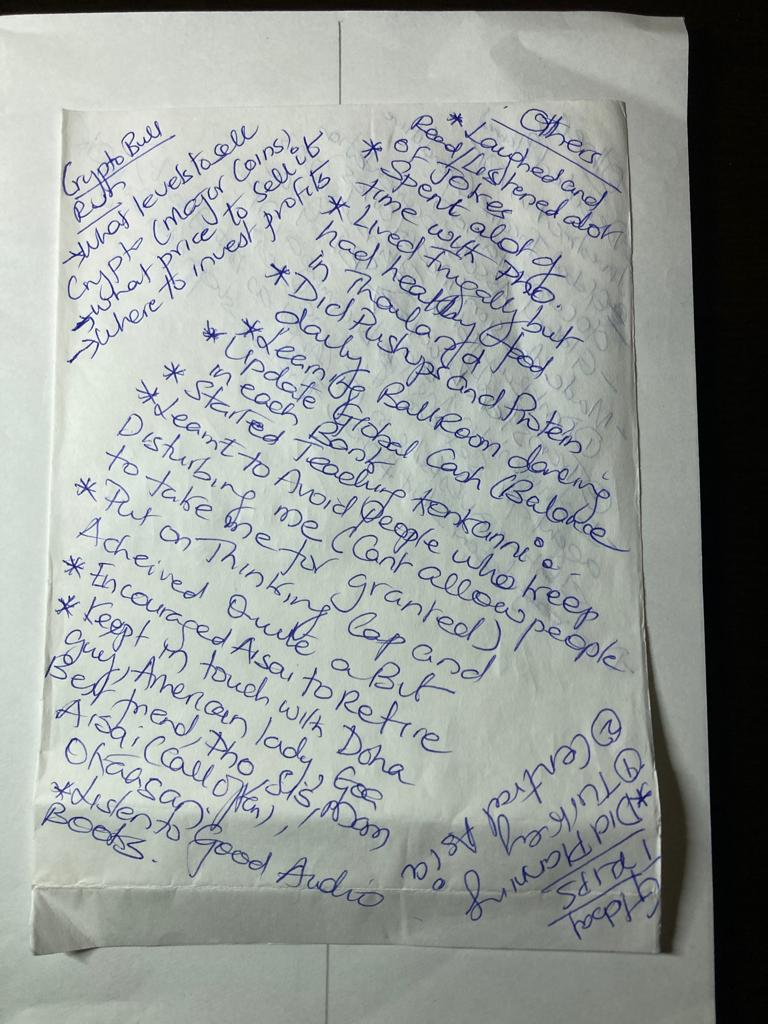 Crypto Bull
Run
→ What levels to sell
Crypto (major coins),
→ What price to sell it
→ Where to invest profits
Others
* Laughed and
Read/Listened alot
of Jokes
* Spent alot of
time with Pho.
* Lived frugally but
had healthy food
in Thailand
* Did Pushups and Protein
daily
* Learning BallRoom dancing
* Update Global Cash (Balance
in each Bank
* Started Teaching
* Learnt to Avoid people who keep
Disturbing me (Cant allow people
to take me for granted)
* Put on Thinking Cap and
Acheived Quite a Bit
* Encouraged Aisai to Retire
* Keept in touch with Doha
guy, American lady, Goa
Best friend, Pho, Sis, Mom,
Aisai (call often),
Okaasan.
* Listen to Good Audio
Books.
Global
TRIPS
* Did Planning
① Turkey
② Central Asia